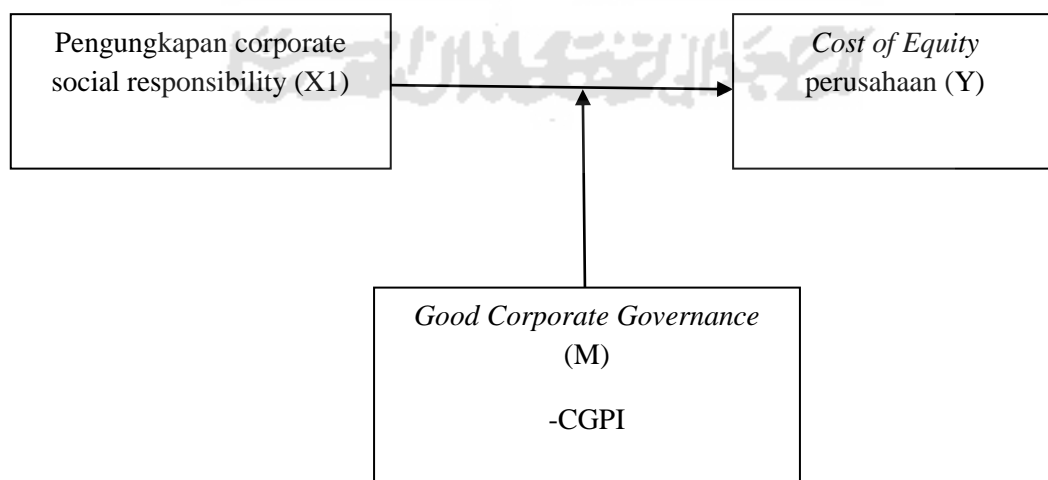 Pengungkapan corporate
social responsibility (X1)
Cost of Equity
perusahaan (Y)
Good Corporate Governance
(M)
-CGPI